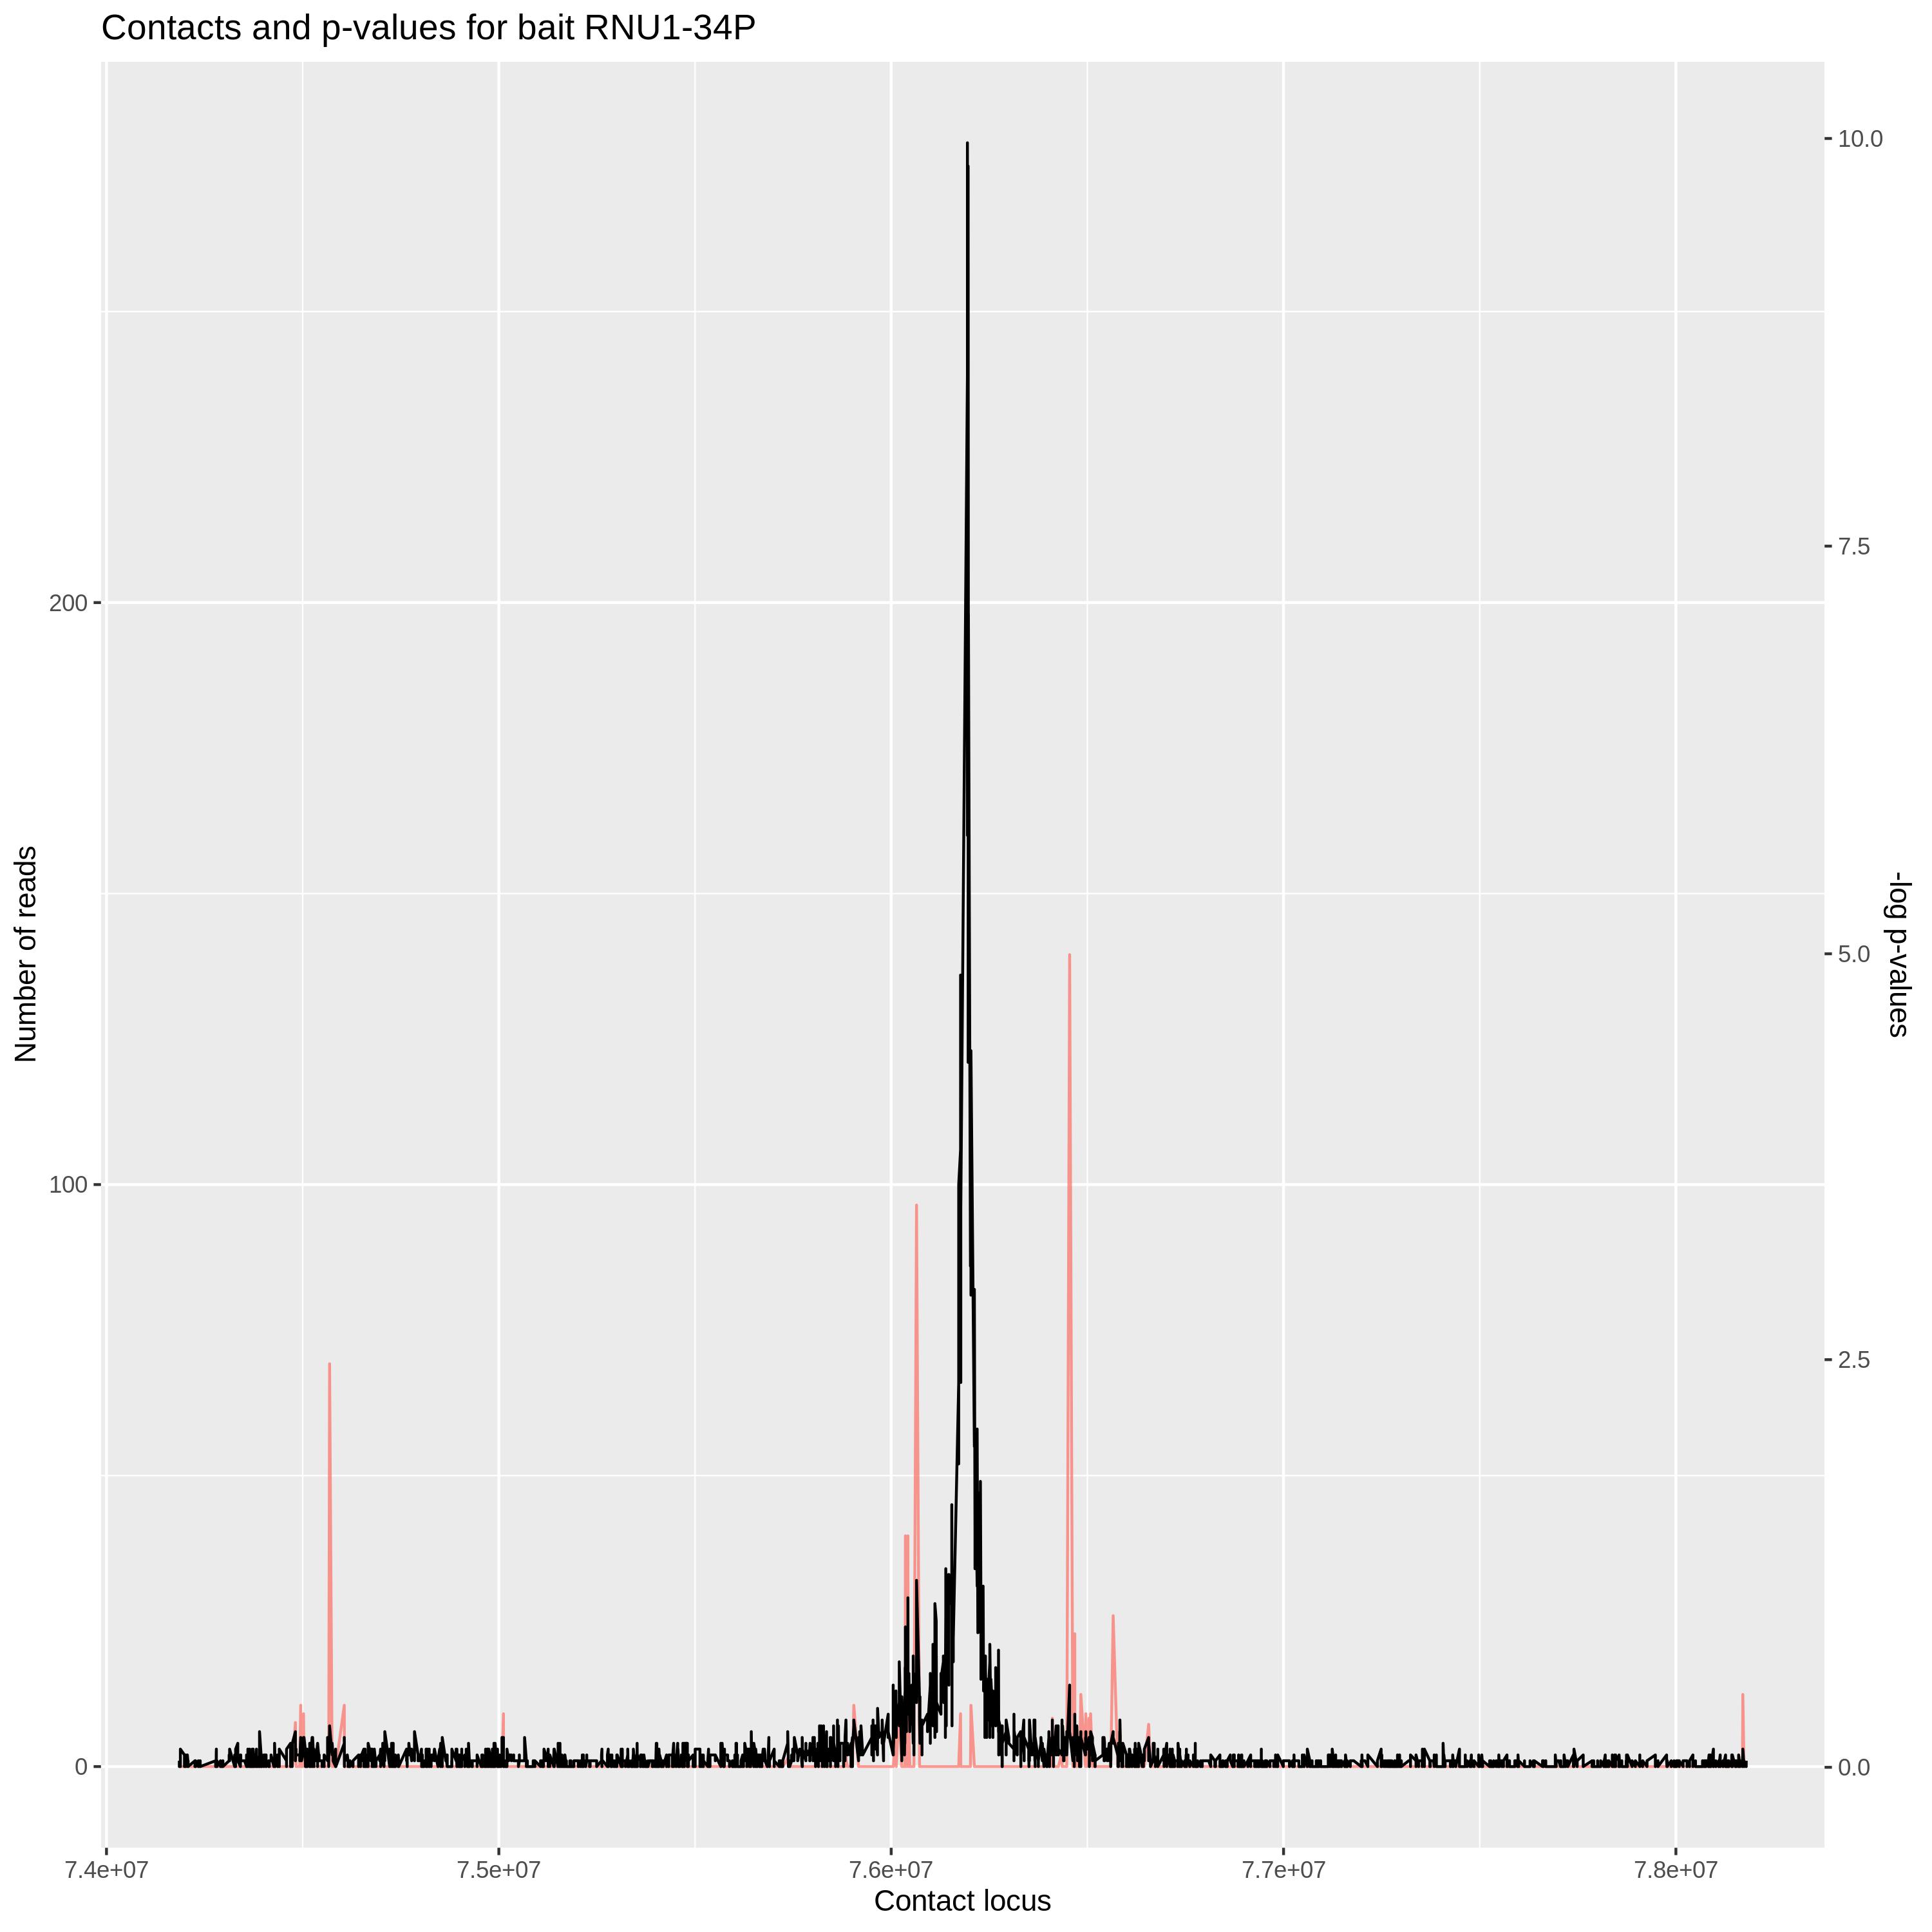 Contacts and p-values for bait RNU1-34P
10.0
7.5
200
Number of reads
-log p-values
5.0
100
2.5
0
0.0
7.4e+07 7.5e+07 7.6e+07 7.7e+07 7.8e+07
Contact locus